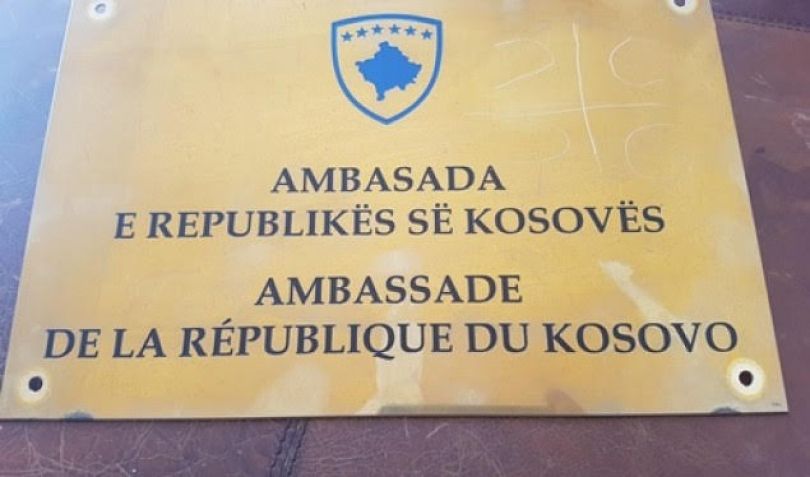 AMBASADA
E REPUBLIKËS SË KOSOVËS
AMBASSADE
DE LA RÉPUBLIQUE DU KOSOVO